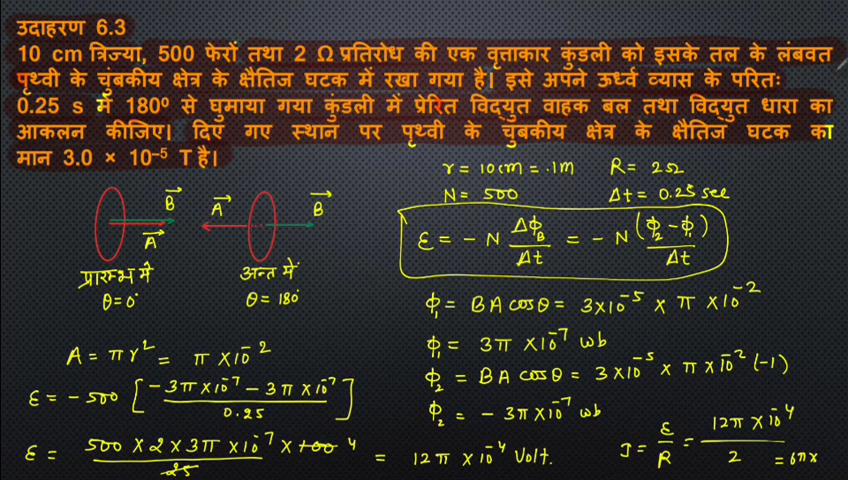 उदाहरण 6.3
10 cm त्रिज्या, 500 फेरों तथा 2 Ω प्रतिरोध की एक वृत्ताकार कुंडली को इसके तल के लंबवत
पृथ्वी के चुंबकीय क्षेत्र के क्षैतिज घटक में रखा गया है। इसे अपने ऊर्ध्व व्यास के परितः
0.25 s में 180⁰ से घुमाया गया कुंडली में प्रेरित विद्युत वाहक बल तथा विद्युत धारा का
आकलन कीजिए। दिए गए स्थान पर पृथ्वी के चुंबकीय क्षेत्र के क्षैतिज घटक का
मान 3.0 × 10⁻⁵ T है।
r = 10cm = .1m R = 2Ω
N = 500 Δt = 0.25 sec
B⃗ A⃗ A⃗ B⃗
प्रारम्भ में अन्त में
θ = 0° θ = 180°
ε = - N Δϕ_B/Δt = - N (ϕ₂ - ϕ₁)/Δt
ϕ₁ = BA cosθ = 3×10⁻⁵ × π × 10⁻²
ϕ₁ = 3π × 10⁻⁷ wb
ϕ₂ = BA cosθ = 3×10⁻⁵ × π × 10⁻² (-1)
ϕ₂ = - 3π × 10⁻⁷ wb
A = πr² = π × 10⁻²
ε = - 500 [(-3π × 10⁻⁷ - 3π × 10⁻⁷)/0.25]
ε = (500 × 2 × 3π × 10⁻⁷ × 100 4)/25 = 12π × 10⁻⁴ Volt.
I = ε/R = (12π × 10⁻⁴)/2 = 6π×